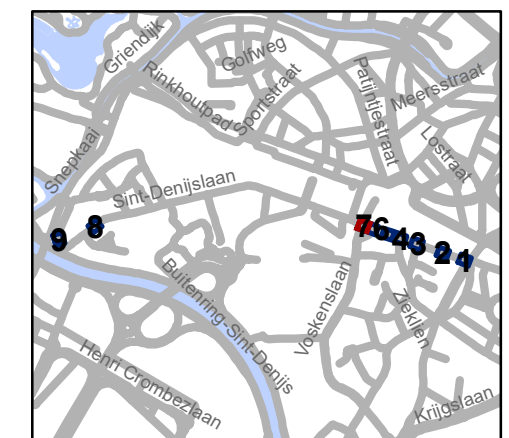 Griendijk
Golfweg
Rinkhoutpad
Sportstraat
Patijntjestraat
Meersstraat
Lostraat
Snepkaai
Sint-Denijslaan
9
8
7
6
4
3
2
1
Buitenring-Sint-Denijs
Voskenslaan
Zieklien
Henri Crombezlaan
Krijgslaan